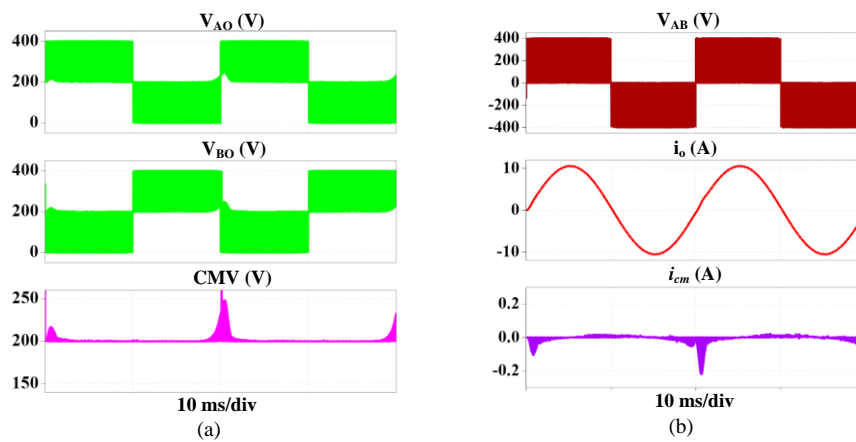 V_AO (V)
400
200
0
V_BO (V)
400
200
0
CMV (V)
250
200
150
10 ms/div
(a)
V_AB (V)
400
200
0
-200
-400
i_o (A)
10
0
-10
i_cm (A)
0.2
0.0
-0.2
10 ms/div
(b)